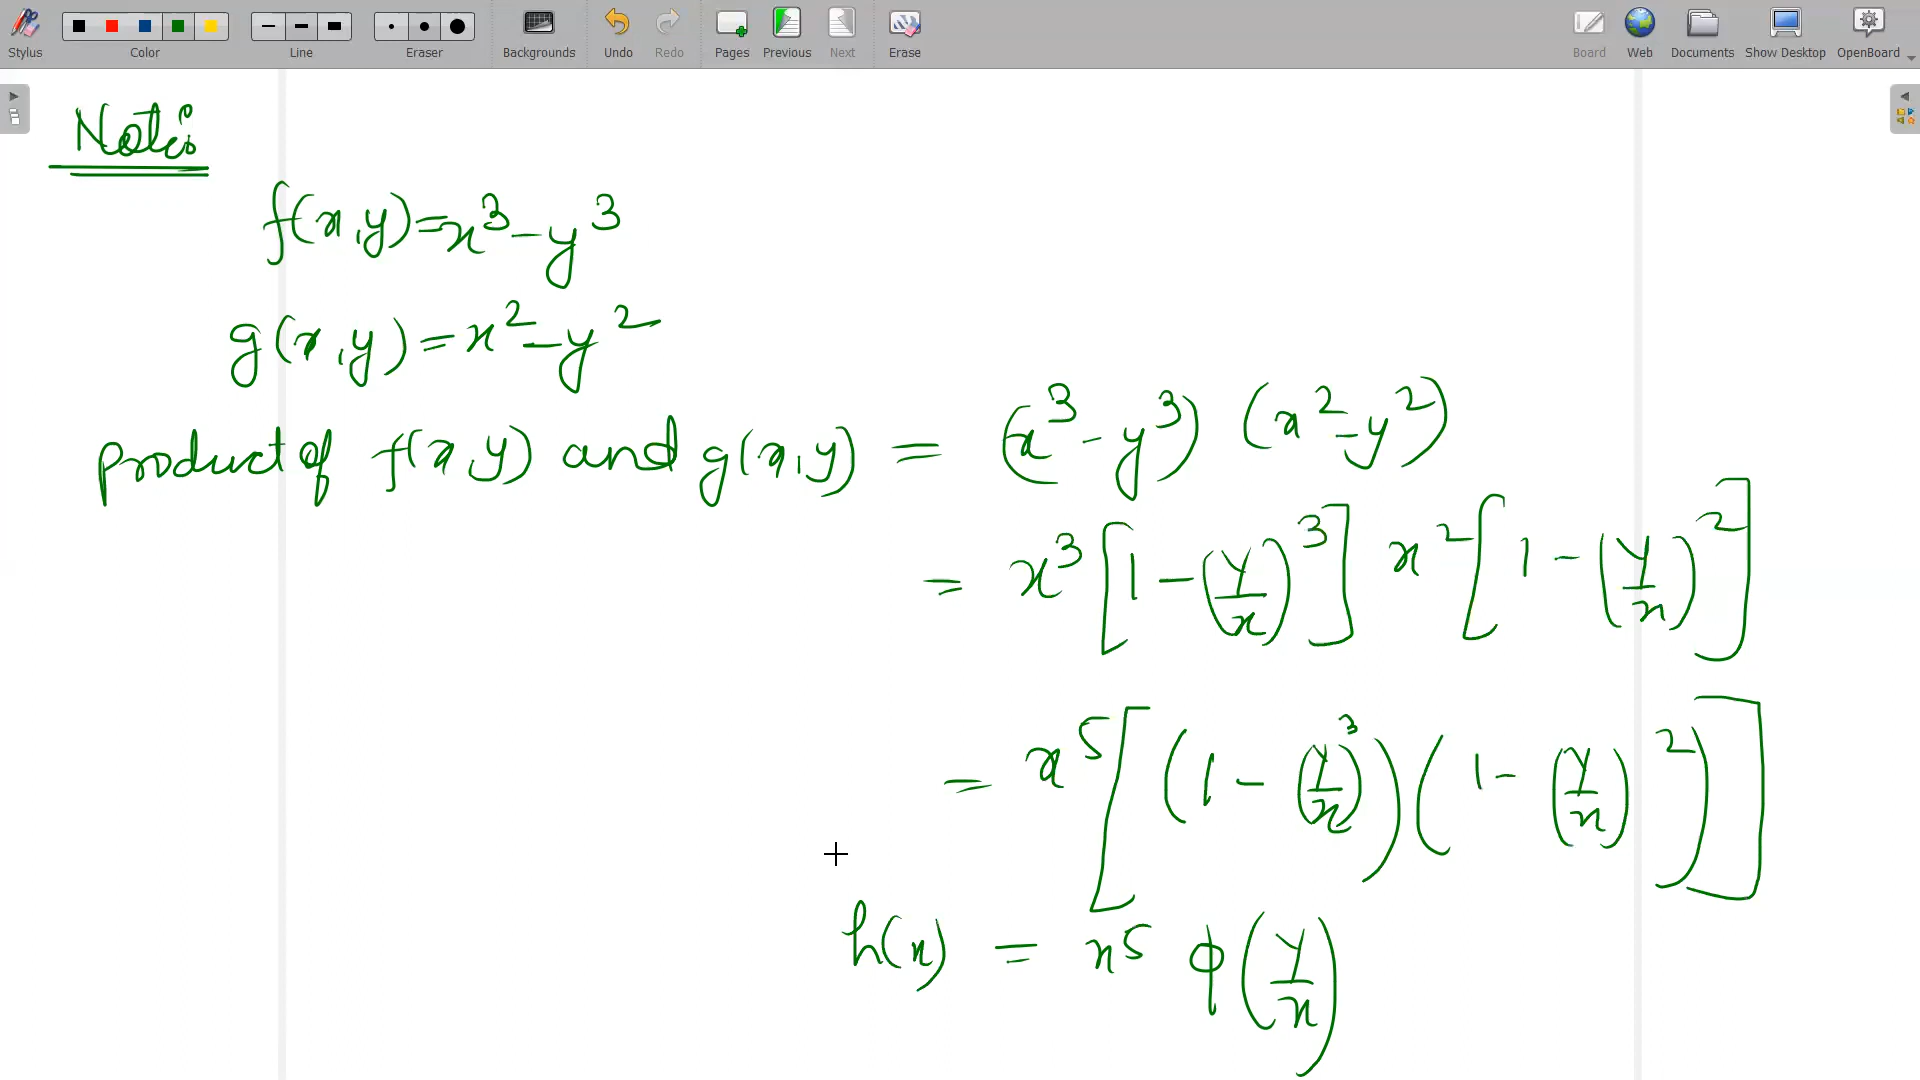 Stylus Color Line Eraser Backgrounds Undo Redo Pages Previous Next Erase Board Web Documents Show Desktop OpenBoard
Note:
f(x,y)=x³-y³
g(x,y)=x²-y²
product of f(x,y) and g(x,y) = (x³-y³) (x²-y²)
= x³[1-(y/x)³] x²[1-(y/x)²]
= x⁵[(1-(y/x)³)(1-(y/x)²)]
h(x) = x⁵ φ(y/x)